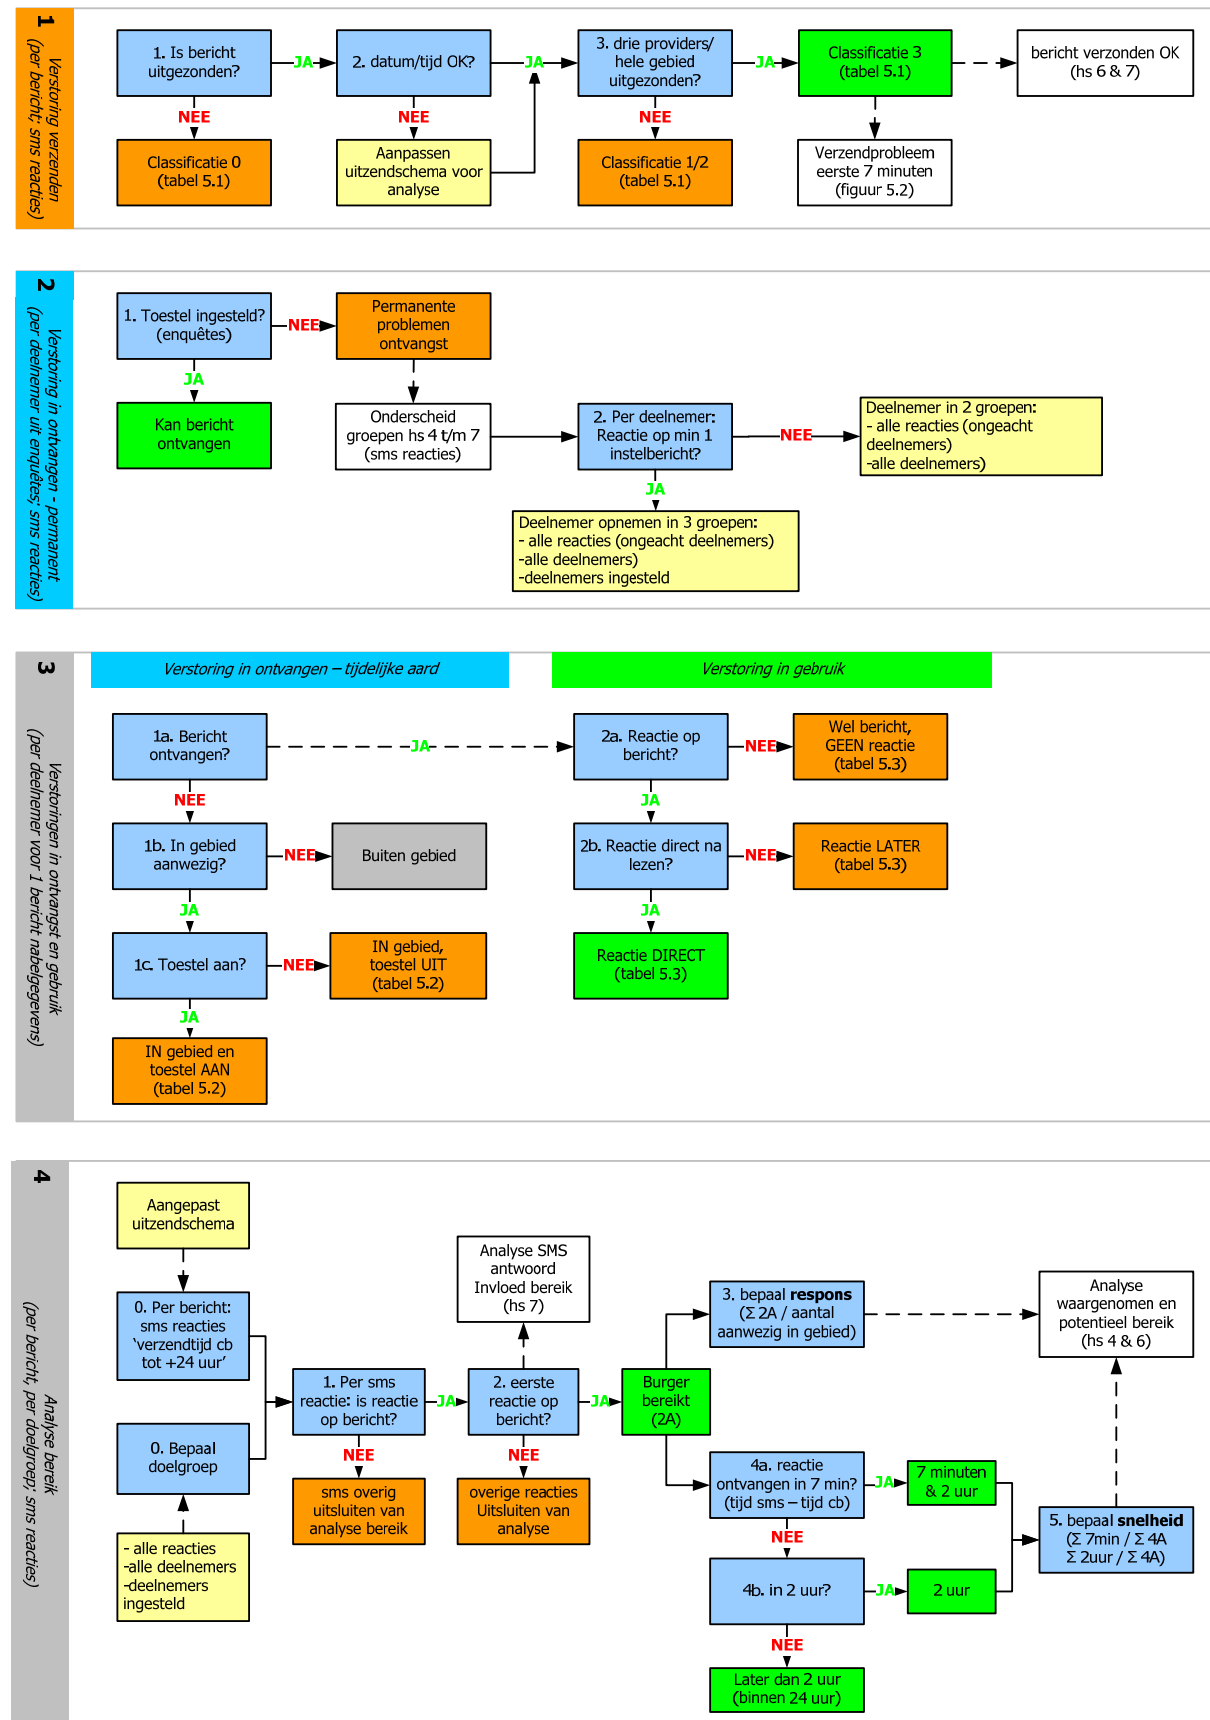 1
Verstoring verzenden
(per bericht; sms reacties)
1. Is bericht
uitgezonden?
JA
2. datum/tijd OK?
JA
3. drie providers/
hele gebied
uitgezonden?
JA
Classificatie 3
(tabel 5.1)
bericht verzonden OK
(hs 6 & 7)
NEE
NEE
NEE
Classificatie 0
(tabel 5.1)
Aanpassen
uitzendschema voor
analyse
Classificatie 1/2
(tabel 5.1)
Verzendprobleem
eerste 7 minuten
(figuur 5.2)
2
Verstoring in ontvangen - permanent
(per deelnemer uit enquêtes; sms reacties)
1. Toestel ingesteld?
(enquêtes)
NEE
Permanente
problemen
ontvangst
JA
Kan bericht
ontvangen
Onderscheid
groepen hs 4 t/m 7
(sms reacties)
2. Per deelnemer:
Reactie op min 1
instelbericht?
NEE
Deelnemer in 2 groepen:
- alle reacties (ongeacht
deelnemers)
-alle deelnemers)
JA
Deelnemer opnemen in 3 groepen:
- alle reacties (ongeacht deelnemers)
-alle deelnemers)
-deelnemers ingesteld
3
Verstoringen in ontvangst en gebruik
(per deelnemer voor 1 bericht nabelgegevens)
Verstoring in ontvangen – tijdelijke aard
Verstoring in gebruik
1a. Bericht
ontvangen?
JA
2a. Reactie op
bericht?
NEE
Wel bericht,
GEEN reactie
(tabel 5.3)
NEE
JA
1b. In gebied
aanwezig?
NEE
Buiten gebied
2b. Reactie direct na
lezen?
NEE
Reactie LATER
(tabel 5.3)
JA
JA
1c. Toestel aan?
NEE
IN gebied,
toestel UIT
(tabel 5.2)
Reactie DIRECT
(tabel 5.3)
JA
IN gebied en
toestel AAN
(tabel 5.2)
4
Analyse bereik
(per bericht, per doelgroep; sms reacties)
Aangepast
uitzendschema
0. Per bericht:
sms reacties
‘verzendtijd cb
tot +24 uur’
0. Bepaal
doelgroep
- alle reacties
-alle deelnemers
-deelnemers
ingesteld
1. Per sms
reactie: is reactie
op bericht?
JA
NEE
sms overig
uitsluiten van
analyse bereik
Analyse SMS
antwoord
Invloed bereik
(hs 7)
2. eerste
reactie op
bericht?
JA
NEE
overige reacties
Uitsluiten van
analyse
Burger
bereikt
(2A)
3. bepaal respons
(Σ 2A / aantal
aanwezig in gebied)
Analyse
waargenomen en
potentieel bereik
(hs 4 & 6)
4a. reactie
ontvangen in 7 min?
(tijd sms – tijd cb)
JA
7 minuten
& 2 uur
NEE
5. bepaal snelheid
(Σ 7min / Σ 4A
Σ 2uur / Σ 4A)
4b. in 2 uur?
JA
2 uur
NEE
Later dan 2 uur
(binnen 24 uur)